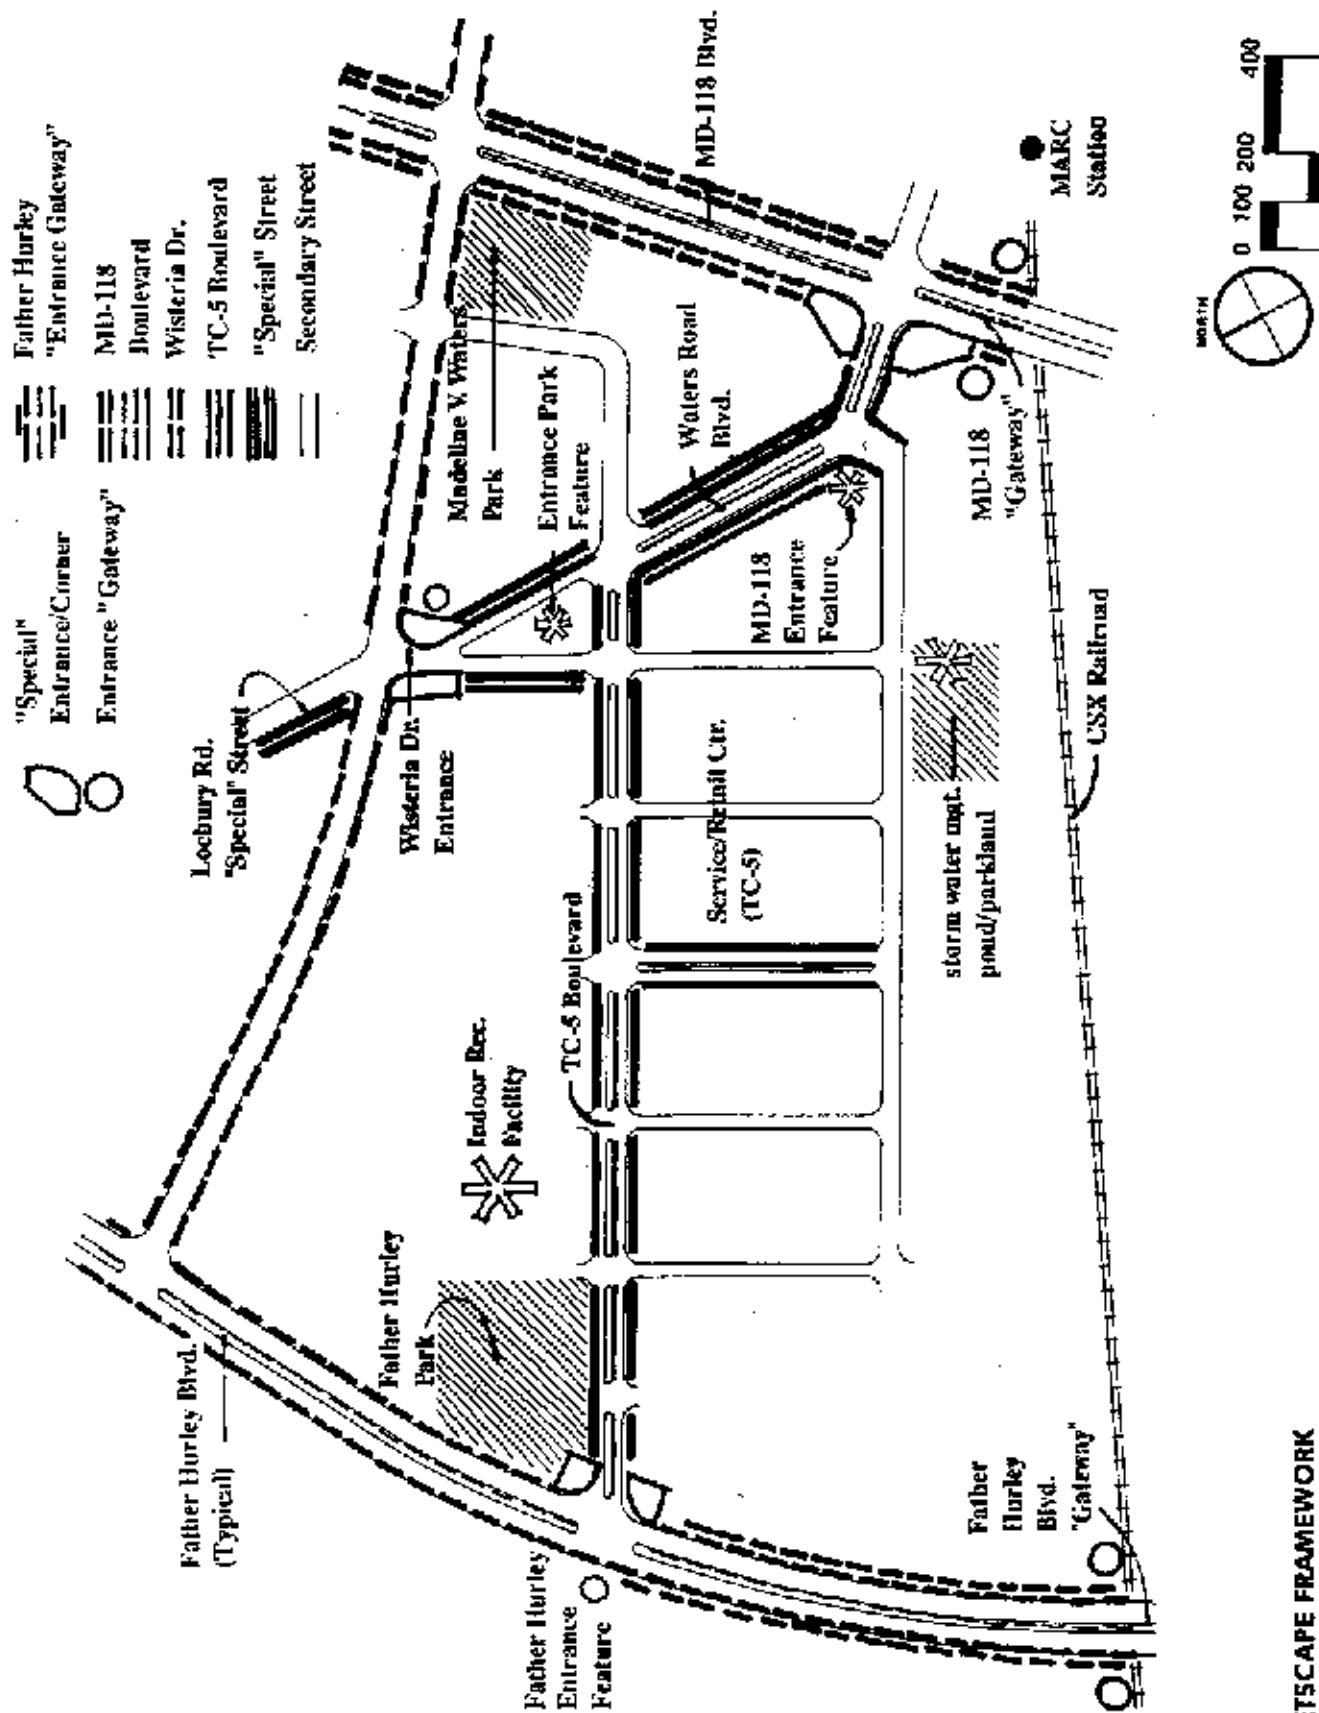 "Special"
Entrance/Corner
Entrance "Gateway"
Father Hurley
"Entrance Gateway"
MD-118
Boulevard
Wisteria Dr.
TC-5 Boulevard
"Special" Street
Secondary Street
Father Hurley Blvd.
(Typical)
Locbury Rd.
"Special" Street
Wisteria Dr.
Entrance
Madeline V. Waters
Park
Entrance Park
Feature
MD-118 Blvd.
Waters Road
Blvd.
Father Hurley
Park
Indoor Rec.
Facility
TC-5 Boulevard
Service/Retail Ctr.
(TC-5)
MD-118
Entrance
Feature
MD-118
"Gateway"
MARC
Station
storm water mgt.
pond/parkland
CSX Railroad
Father Hurley
Entrance
Feature
Father
Hurley
Blvd.
"Gateway"
NORTH
0 100 200 400
TSCAPE FRAMEWORK